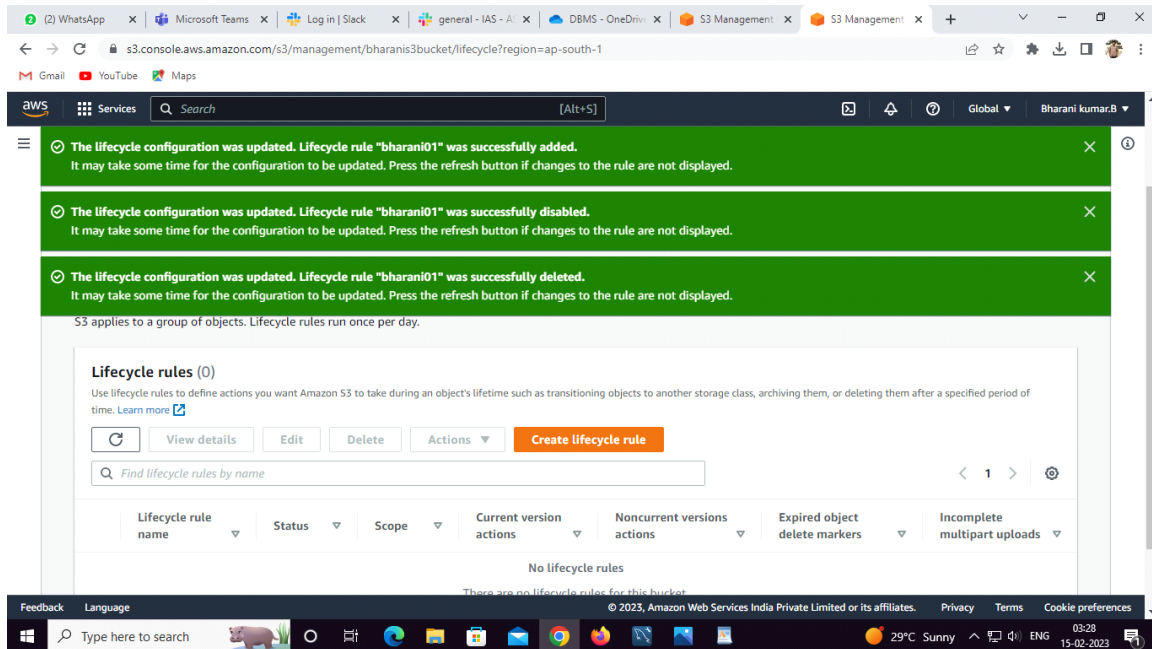 (2) WhatsApp
Microsoft Teams
Log in | Slack
general - IAS - A
DBMS - OneDrive
S3 Management
S3 Management
s3.console.aws.amazon.com/s3/management/bharanis3bucket/lifecycle?region=ap-south-1
Gmail YouTube Maps
aws Services Search [Alt+S] Global Bharani kumar.B
The lifecycle configuration was updated. Lifecycle rule "bharani01" was successfully added.
It may take some time for the configuration to be updated. Press the refresh button if changes to the rule are not displayed.
The lifecycle configuration was updated. Lifecycle rule "bharani01" was successfully disabled.
It may take some time for the configuration to be updated. Press the refresh button if changes to the rule are not displayed.
The lifecycle configuration was updated. Lifecycle rule "bharani01" was successfully deleted.
It may take some time for the configuration to be updated. Press the refresh button if changes to the rule are not displayed.
S3 applies to a group of objects. Lifecycle rules run once per day.
Lifecycle rules (0)
Use lifecycle rules to define actions you want Amazon S3 to take during an object's lifetime such as transitioning objects to another storage class, archiving them, or deleting them after a specified period of
time. Learn more
View details Edit Delete Actions Create lifecycle rule
Find lifecycle rules by name 1
Lifecycle rule name
Status
Scope
Current version actions
Noncurrent versions actions
Expired object delete markers
Incomplete multipart uploads
No lifecycle rules
There are no lifecycle rules for this bucket
Feedback Language © 2023, Amazon Web Services India Private Limited or its affiliates. Privacy Terms Cookie preferences
Type here to search 29°C Sunny ENG 03:28
15-02-2023 1